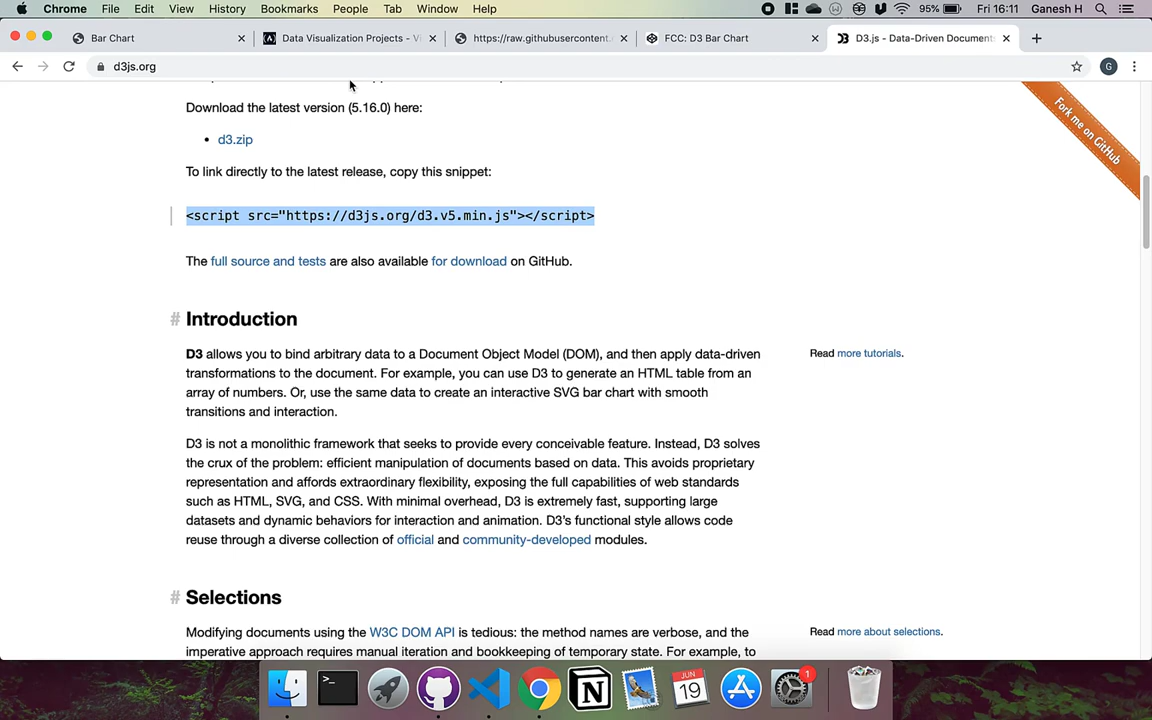 Chrome File Edit View History Bookmarks People Tab Window Help 95% Fri 16:11 Ganesh H
Bar Chart
Data Visualization Projects - V
https://raw.githubusercontent.
FCC: D3 Bar Chart
D3.js - Data-Driven Document
d3js.org
G
Download the latest version (5.16.0) here:
• d3.zip
To link directly to the latest release, copy this snippet:
<script src="https://d3js.org/d3.v5.min.js"></script>
The full source and tests are also available for download on GitHub.
Fork me on GitHub
# Introduction
D3 allows you to bind arbitrary data to a Document Object Model (DOM), and then apply data-driven
transformations to the document. For example, you can use D3 to generate an HTML table from an
array of numbers. Or, use the same data to create an interactive SVG bar chart with smooth
transitions and interaction.
Read more tutorials.
D3 is not a monolithic framework that seeks to provide every conceivable feature. Instead, D3 solves
the crux of the problem: efficient manipulation of documents based on data. This avoids proprietary
representation and affords extraordinary flexibility, exposing the full capabilities of web standards
such as HTML, SVG, and CSS. With minimal overhead, D3 is extremely fast, supporting large
datasets and dynamic behaviors for interaction and animation. D3’s functional style allows code
reuse through a diverse collection of official and community-developed modules.
# Selections
Modifying documents using the W3C DOM API is tedious: the method names are verbose, and the
imperative approach requires manual iteration and bookkeeping of temporary state. For example, to
Read more about selections.
JUN
19
1